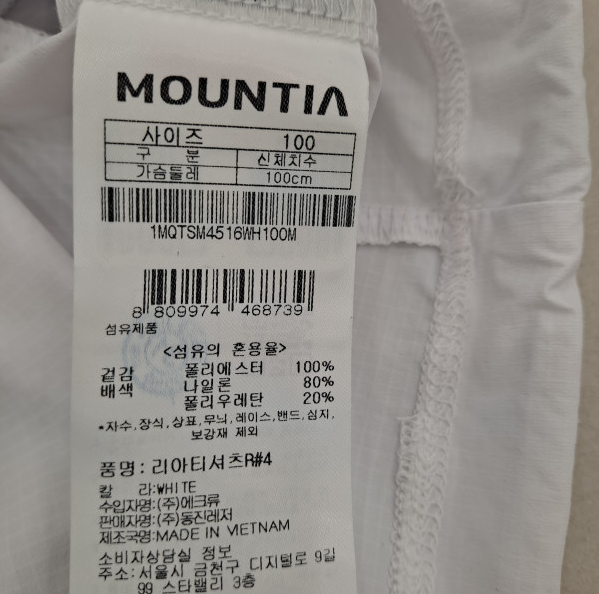 MOUNTIA
사이즈 100
구 분 신체치수
가슴둘레 100cm
1MQTSM4516WH100M
8 809974 468739
섬유제품
<섬유의 혼용율>
겉감 폴리에스터 100%
배색 나일론 80%
폴리우레탄 20%
*자수,장식,상표,무늬,레이스,밴드,심지,
보강재 제외
품명:리아티셔츠R#4
칼 라:WHITE
수입자명:(주)에크류
판매자명:(주)동진레저
제조국명:MADE IN VIETNAM
소비자상담실 정보
주소:서울시 금천구 디지털로 9길
99 스타밸리 3층